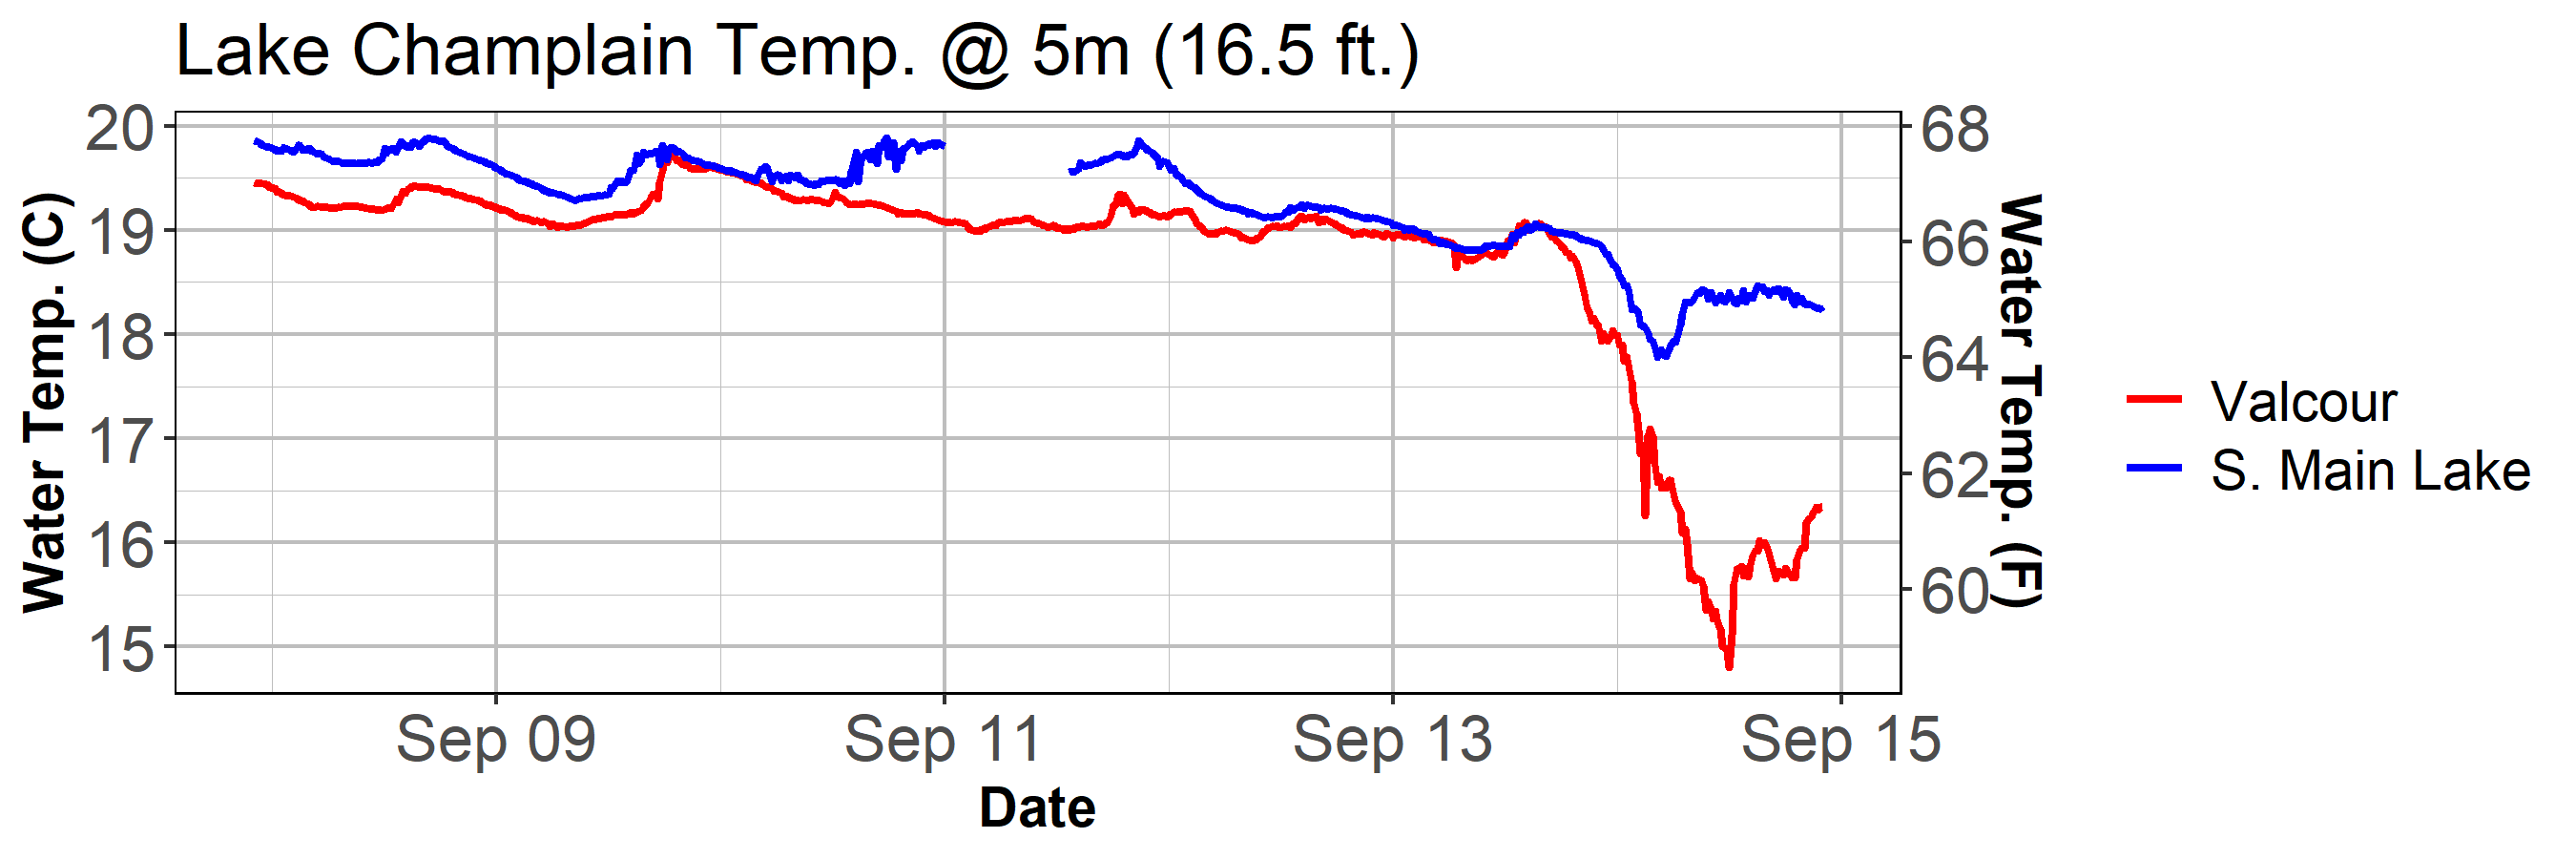 Lake Champlain Temp. @ 5m (16.5 ft.)
Water Temp. (C)
20
19
18
17
16
15
68
66
64
62
60
Water Temp. (F)
Sep 09
Sep 11
Sep 13
Sep 15
Date
Valcour
S. Main Lake